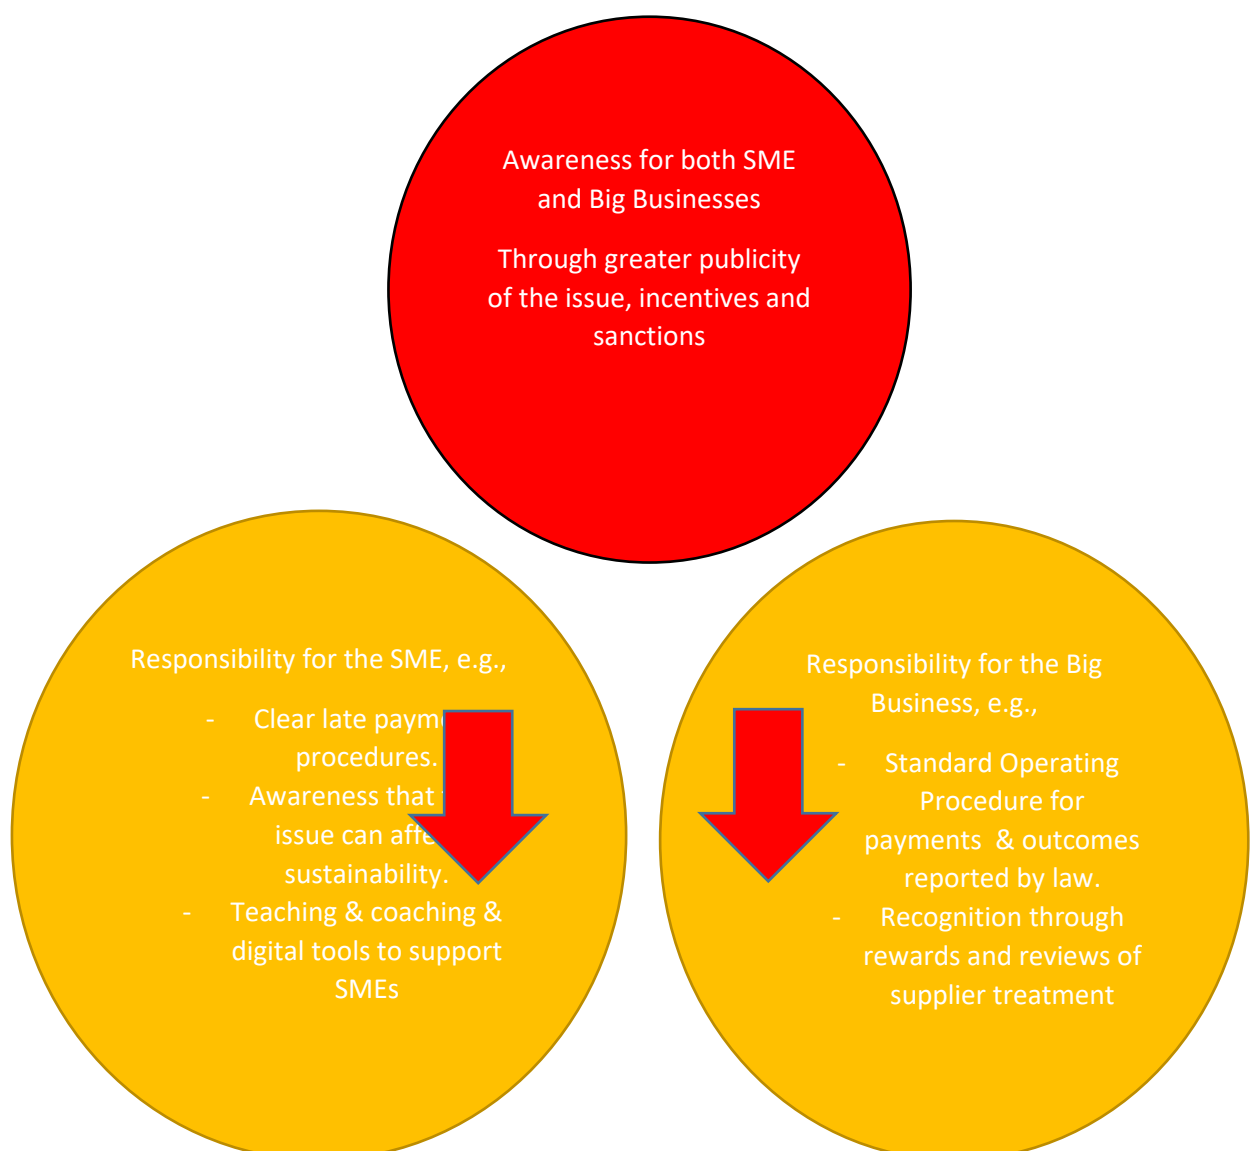 Awareness for both SME
and Big Businesses
Through greater publicity
of the issue, incentives and
sanctions
Responsibility for the SME, e.g.,
- Clear late
procedures.
- Awareness that
issue can
sustainability.
- Teaching & coaching &
digital tools to support
SMEs
Responsibility for the Big
Business, e.g.,
- Standard Operating
Procedure for
payments & outcomes
reported by law.
- Recognition through
rewards and reviews of
supplier treatment